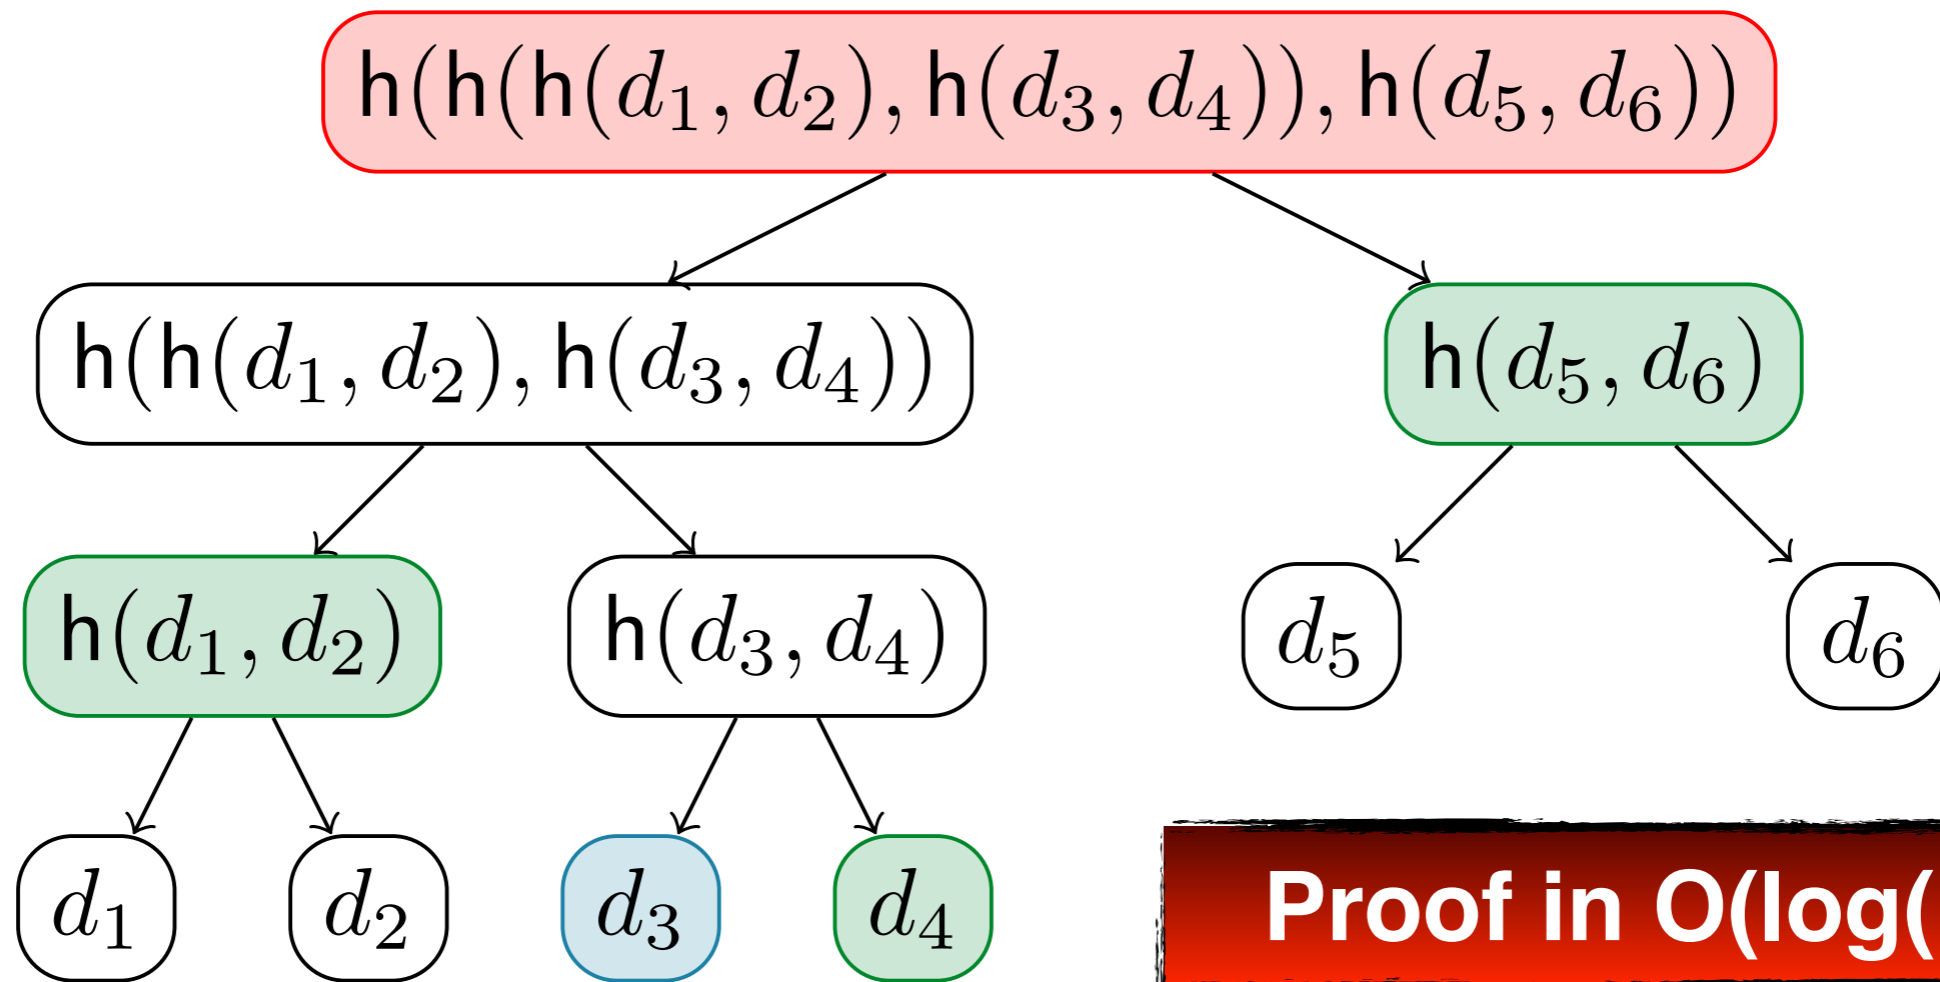 h(h(h(d₁, d₂), h(d₃, d₄)), h(d₅, d₆))
h(h(d₁, d₂), h(d₃, d₄))
h(d₅, d₆)
h(d₁, d₂)
h(d₃, d₄)
d₅
d₆
d₁
d₂
d₃
d₄
Proof in O(log(